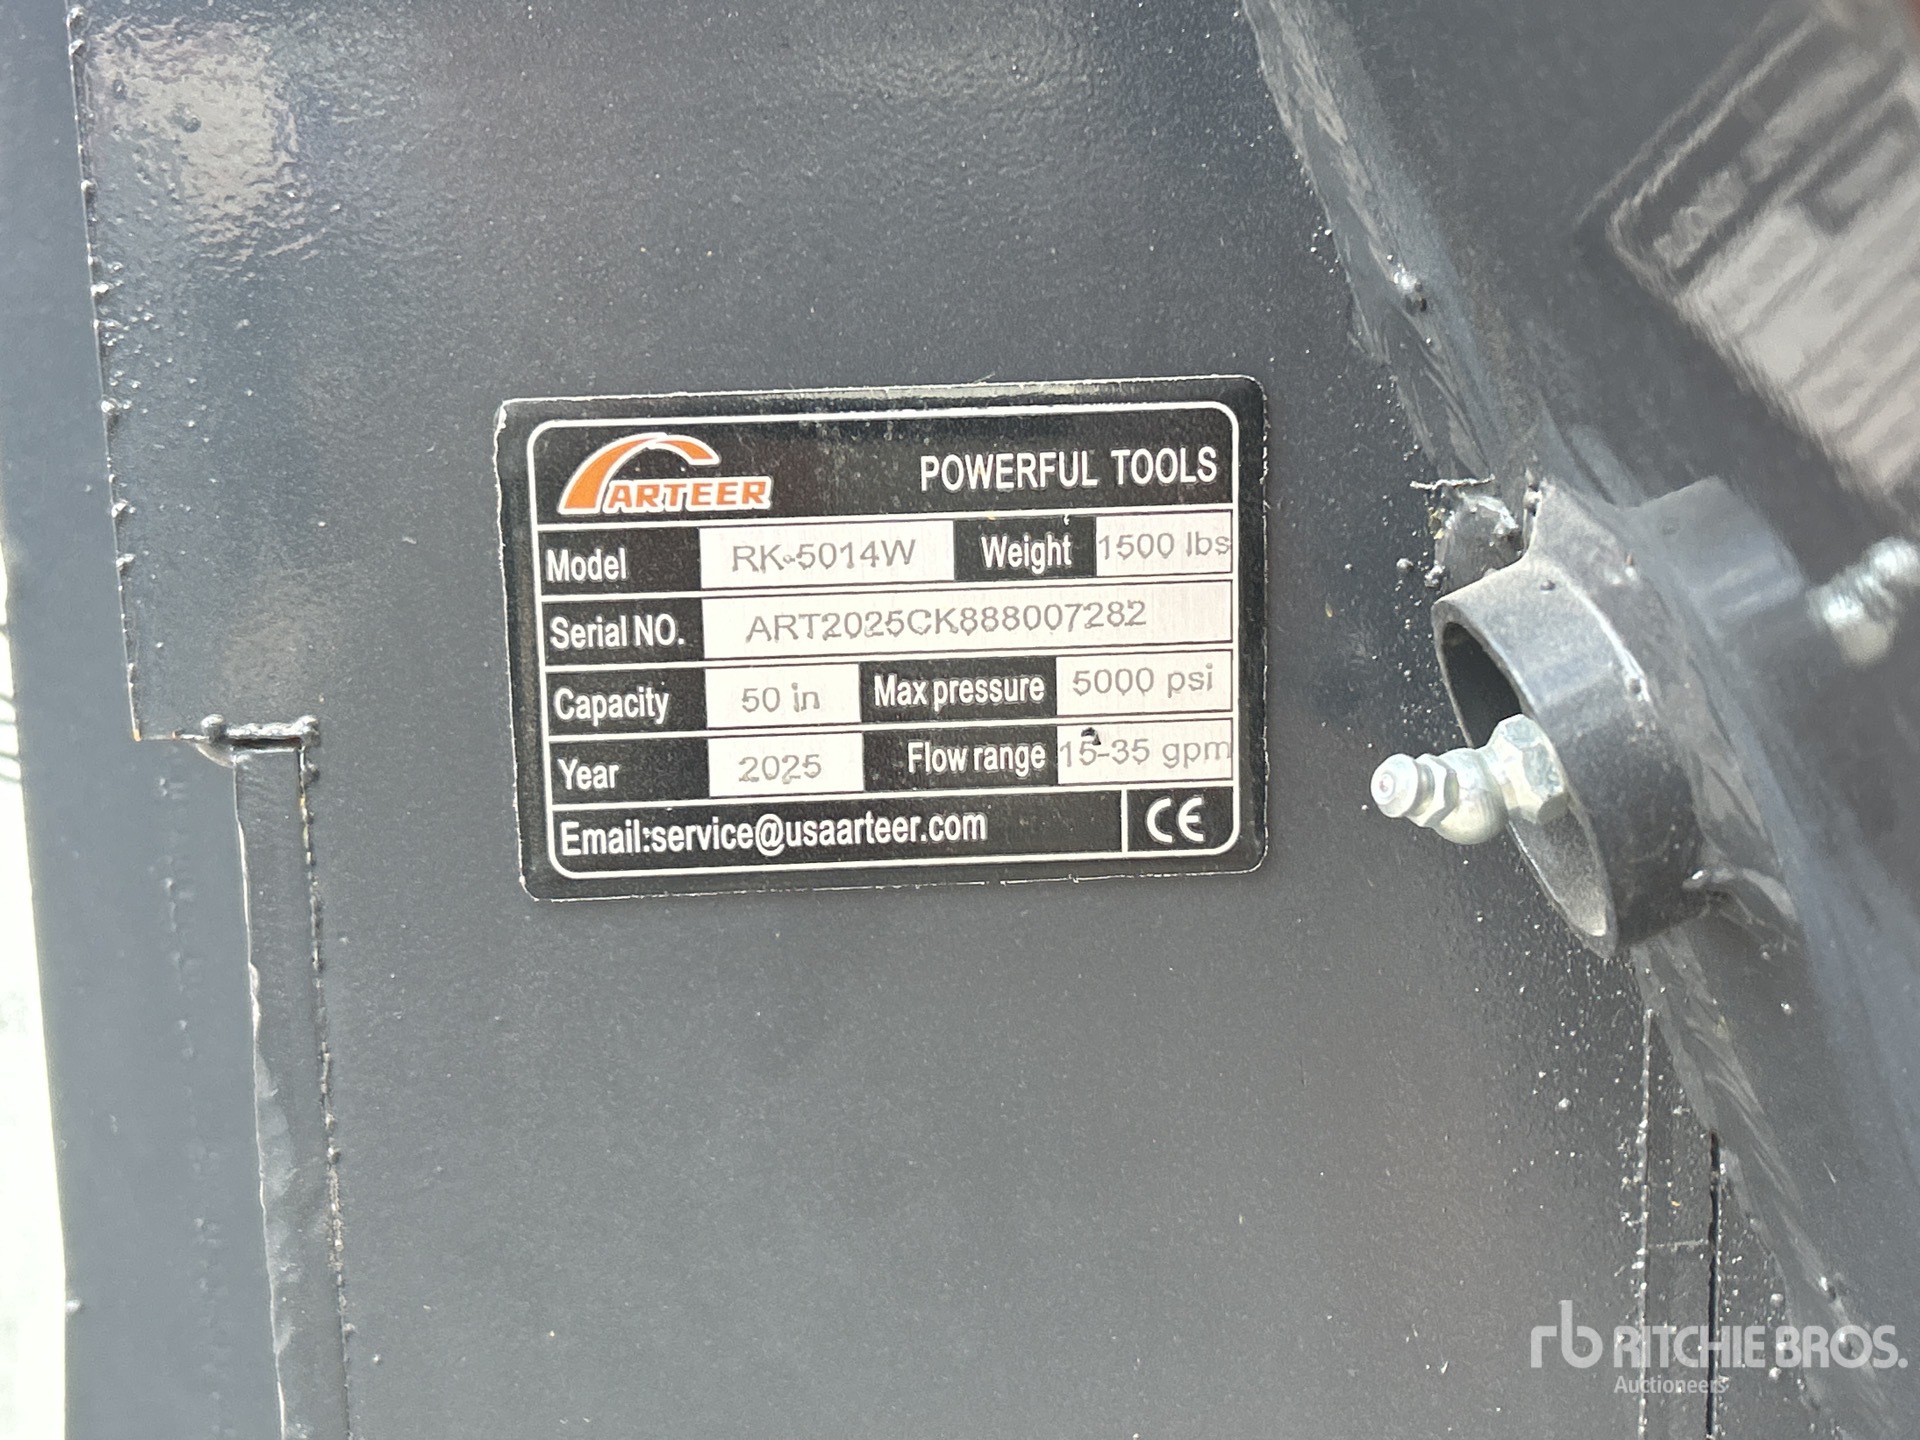 ARTEER POWERFUL TOOLS
Model RK-5014W Weight 1500 lbs
Serial NO. ART2025CK888007282
Capacity 50 in Max pressure 5000 psi
Year 2025 Flow range 15-35 gpm
Email:service@usaarteer.com CE
rb RITCHIE BROS.
Auctioneers